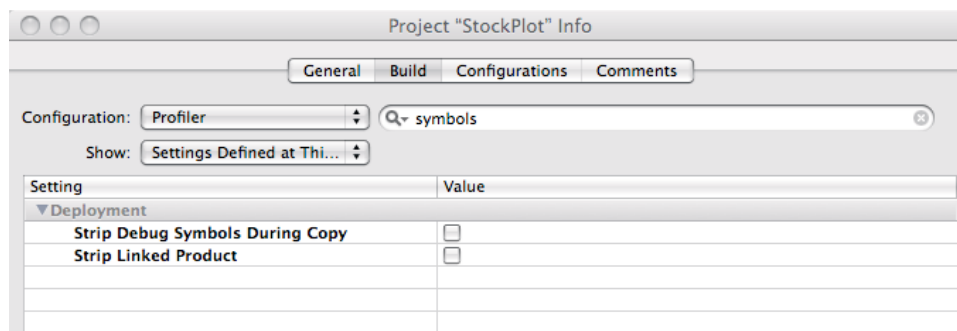 Project “StockPlot” Info
General Build Configurations Comments
Configuration: Profiler symbols
Show: Settings Defined at Thi...
Setting Value
Deployment
Strip Debug Symbols During Copy
Strip Linked Product